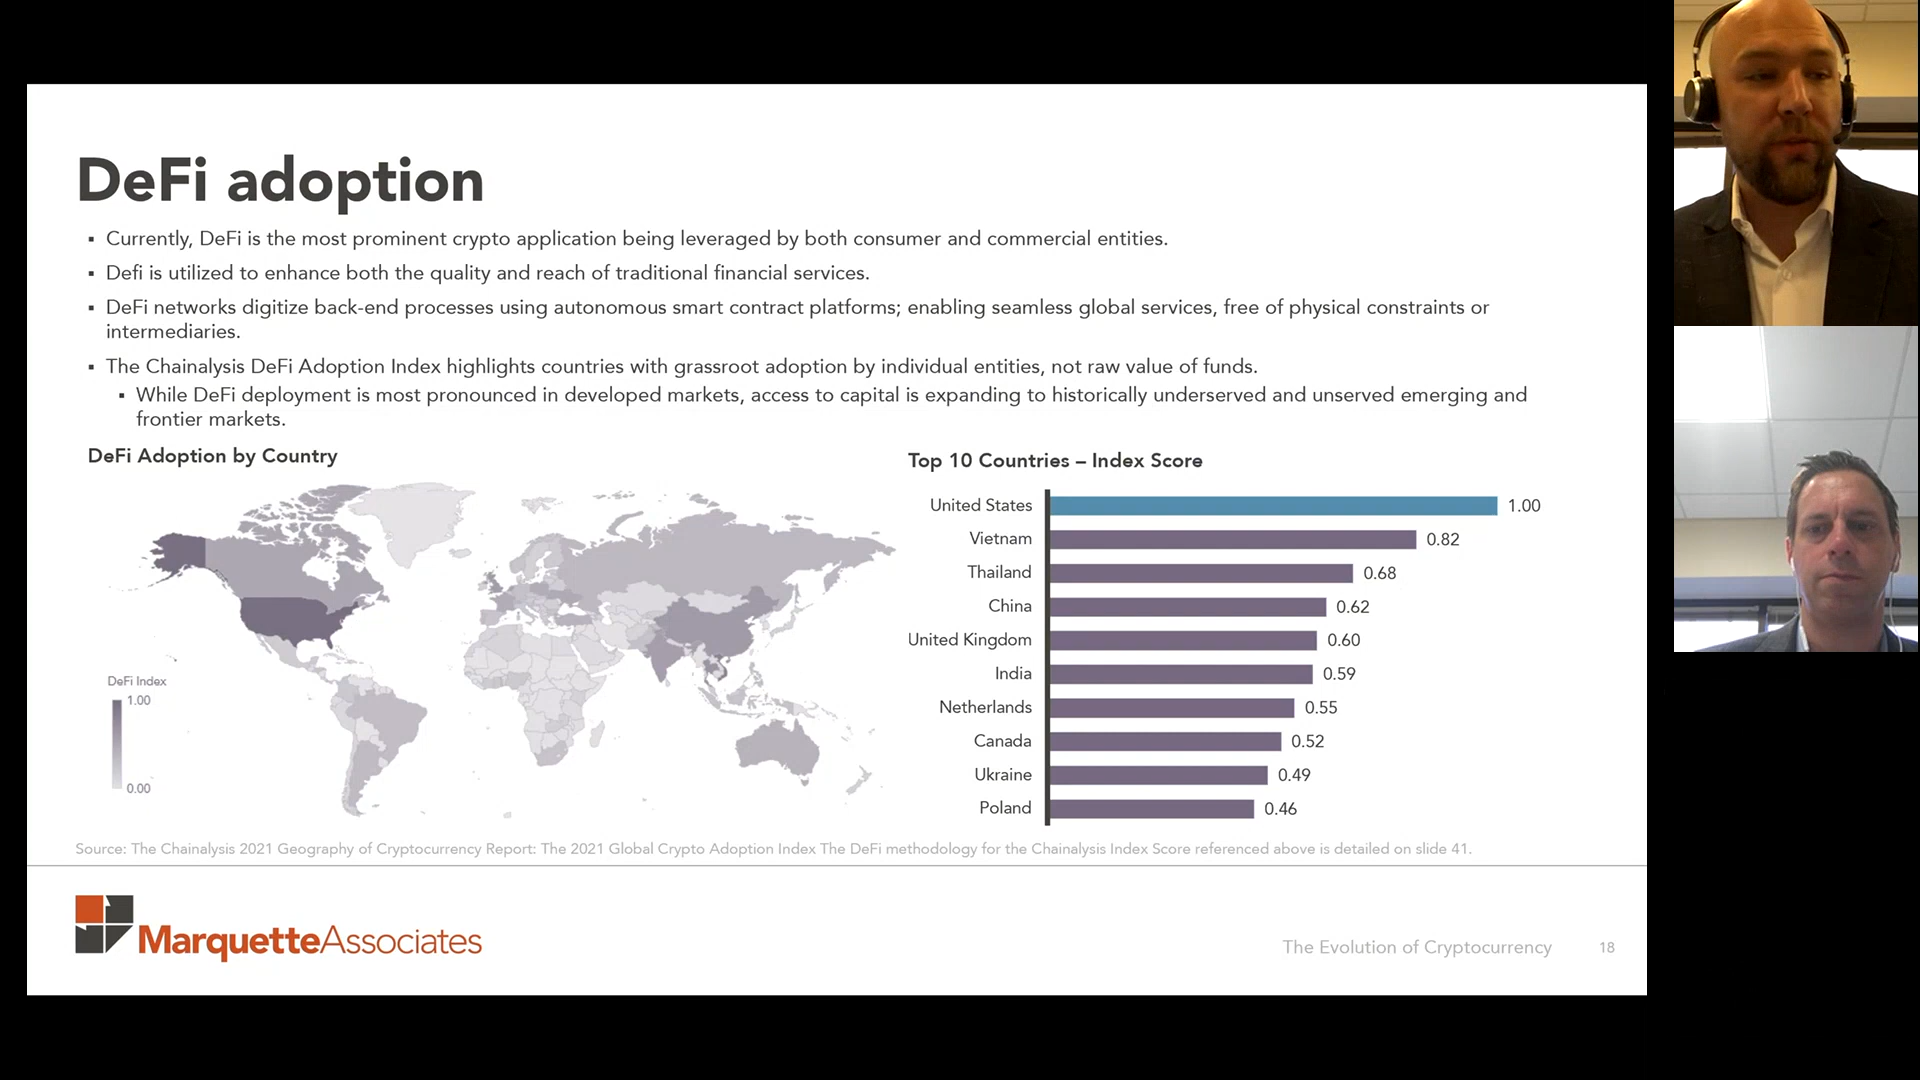 DeFi adoption
▪ Currently, DeFi is the most prominent crypto application being leveraged by both consumer and commercial entities.
▪ Defi is utilized to enhance both the quality and reach of traditional financial services.
▪ DeFi networks digitize back-end processes using autonomous smart contract platforms; enabling seamless global services, free of physical constraints or
intermediaries.
▪ The Chainalysis DeFi Adoption Index highlights countries with grassroot adoption by individual entities, not raw value of funds.
▪ While DeFi deployment is most pronounced in developed markets, access to capital is expanding to historically underserved and unserved emerging and
frontier markets.
DeFi Adoption by Country
DeFi Index
1.00
0.00
Top 10 Countries – Index Score
United States 1.00
Vietnam 0.82
Thailand 0.68
China 0.62
United Kingdom 0.60
India 0.59
Netherlands 0.55
Canada 0.52
Ukraine 0.49
Poland 0.46
Source: The Chainalysis 2021 Geography of Cryptocurrency Report: The 2021 Global Crypto Adoption Index The DeFi methodology for the Chainalysis Index Score referenced above is detailed on slide 41.
MarquetteAssociates
The Evolution of Cryptocurrency 18